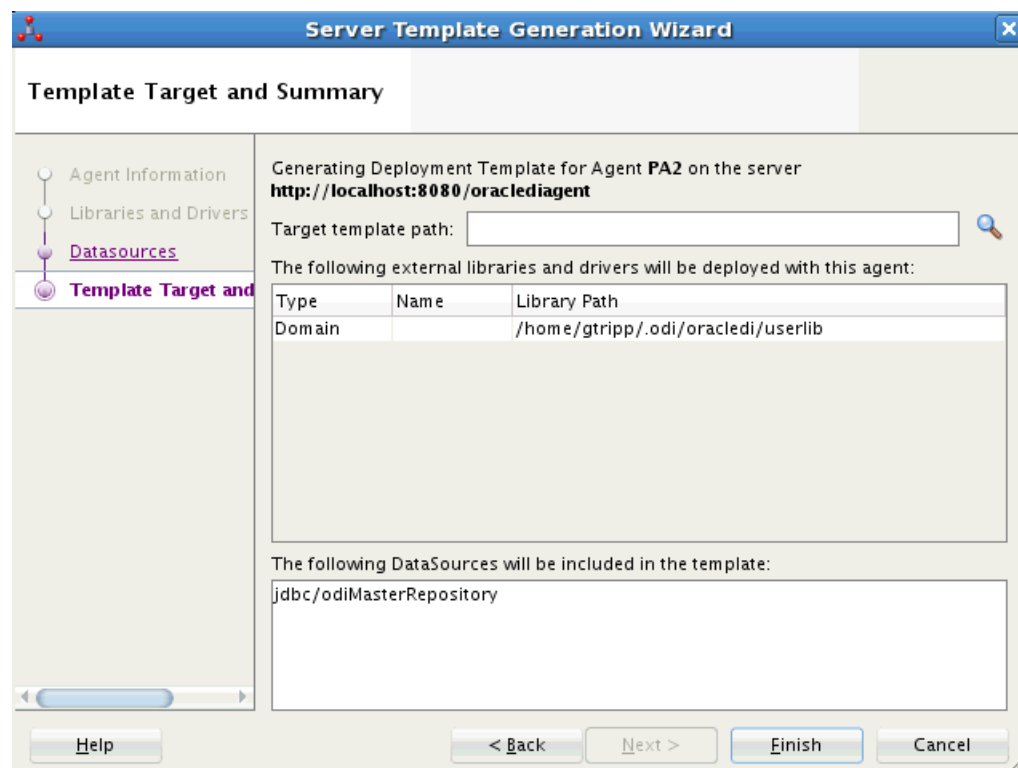 Server Template Generation Wizard
Template Target and Summary
Agent Information
Libraries and Drivers
Datasources
Template Target and
Generating Deployment Template for Agent PA2 on the server
http://localhost:8080/oraclediagent
Target template path:
The following external libraries and drivers will be deployed with this agent:
Type Name Library Path
Domain /home/gtripp/.odi/oracledi/userlib
The following DataSources will be included in the template:
jdbc/odiMasterRepository
Help < Back Next > Finish Cancel